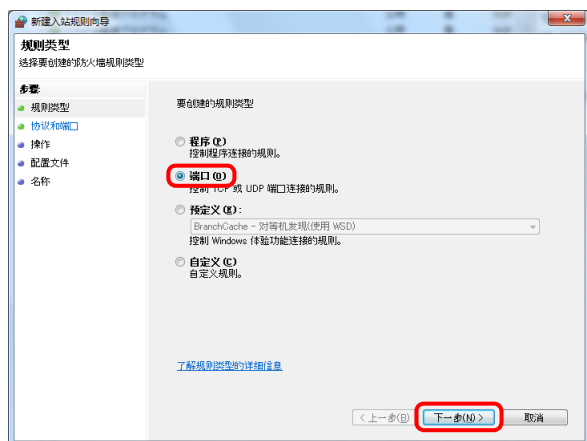 新建入站规则向导
规则类型
选择要创建的防火墙规则类型
步骤:
规则类型
协议和端口
操作
配置文件
名称
要创建的规则类型
程序(P)
控制程序连接的规则。
端口(O)
控制 TCP 或 UDP 端口连接的规则。
预定义(E):
BranchCache - 对等机发现(使用 WSD)
控制 Windows 体验功能连接的规则。
自定义(C)
自定义规则。
了解规则类型的详细信息
< 上一步(B)
下一步(N) >
取消